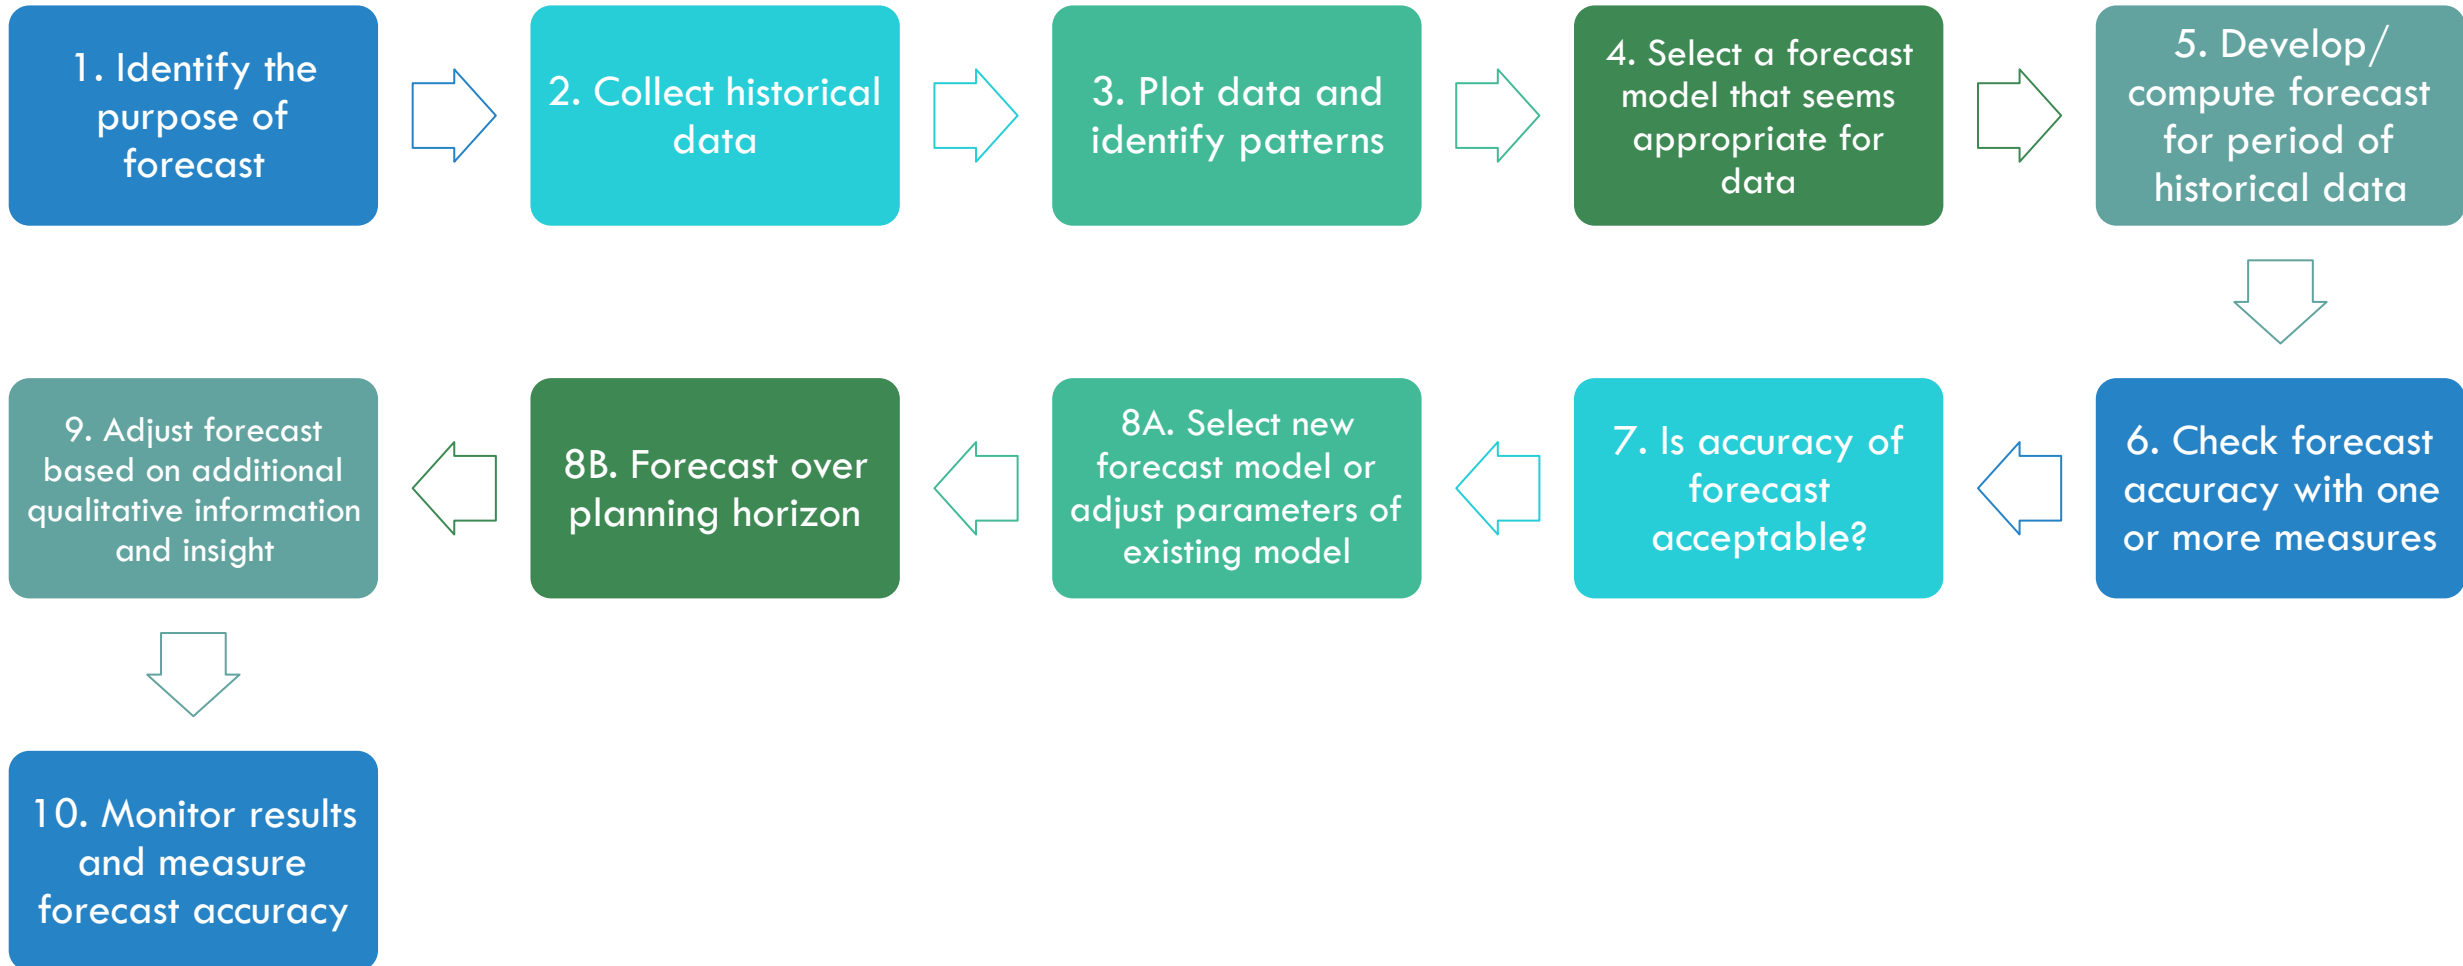 1. Identify the
purpose of
forecast
2. Collect historical
data
3. Plot data and
identify patterns
4. Select a forecast
model that seems
appropriate for
data
5. Develop/
compute forecast
for period of
historical data
6. Check forecast
accuracy with one
or more measures
7. Is accuracy of
forecast
acceptable?
8A. Select new
forecast model or
adjust parameters of
existing model
8B. Forecast over
planning horizon
9. Adjust forecast
based on additional
qualitative information
and insight
10. Monitor results
and measure
forecast accuracy